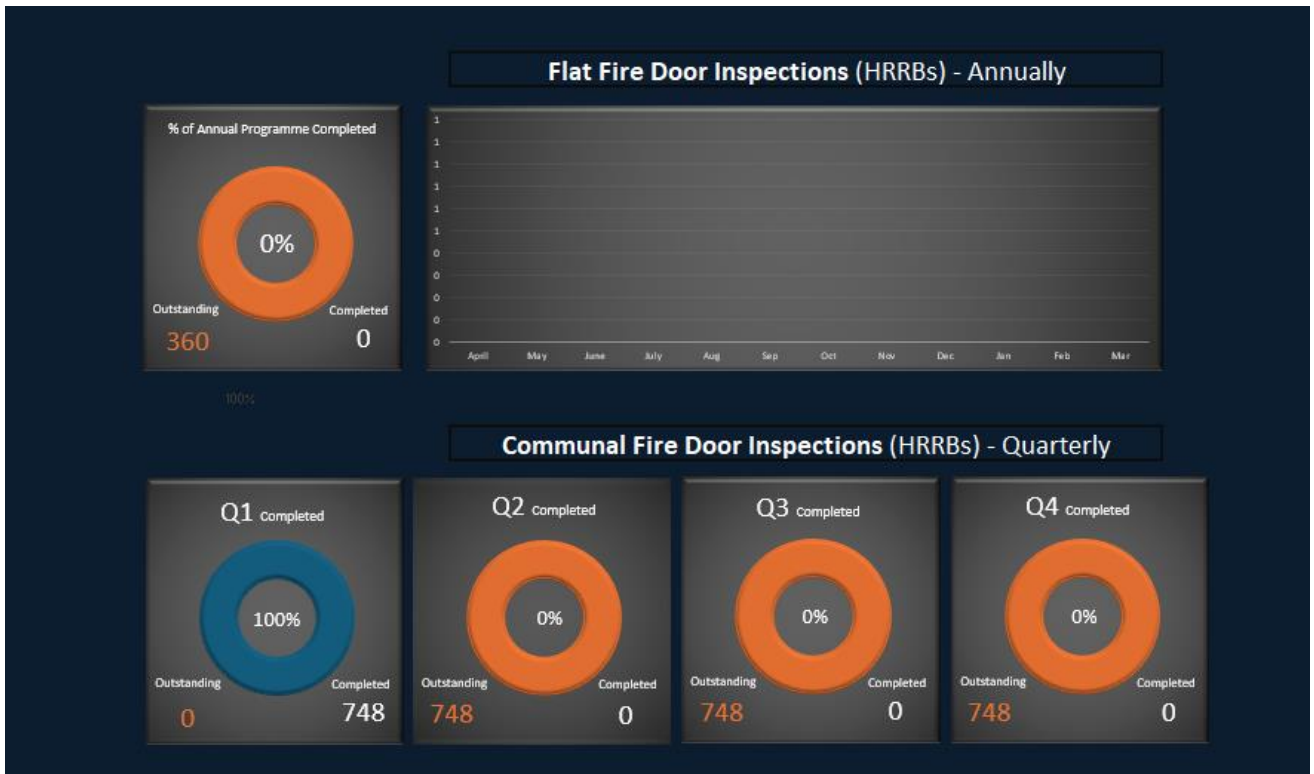 Flat Fire Door Inspections (HRRBs) - Annually
% of Annual Programme Completed
0%
Outstanding
Completed
360
0
1
1
1
1
1
1
0
0
0
0
0
April May June July Aug Sep Oct Nov Dec Jan Feb Mar
100%
Communal Fire Door Inspections (HRRBs) - Quarterly
Q1 Completed
100%
Outstanding
Completed
0
748
Q2 Completed
0%
Outstanding
Completed
748
0
Q3 Completed
0%
Outstanding
Completed
748
0
Q4 Completed
0%
Outstanding
Completed
748
0